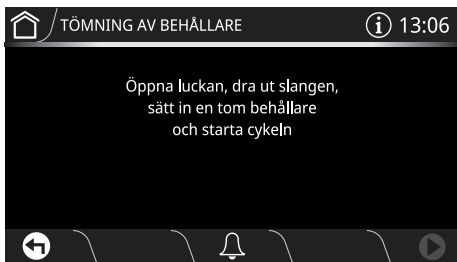 TÖMNING AV BEHÅLLARE
13:06
Öppna luckan, dra ut slangen,
sätt in en tom behållare
och starta cykeln